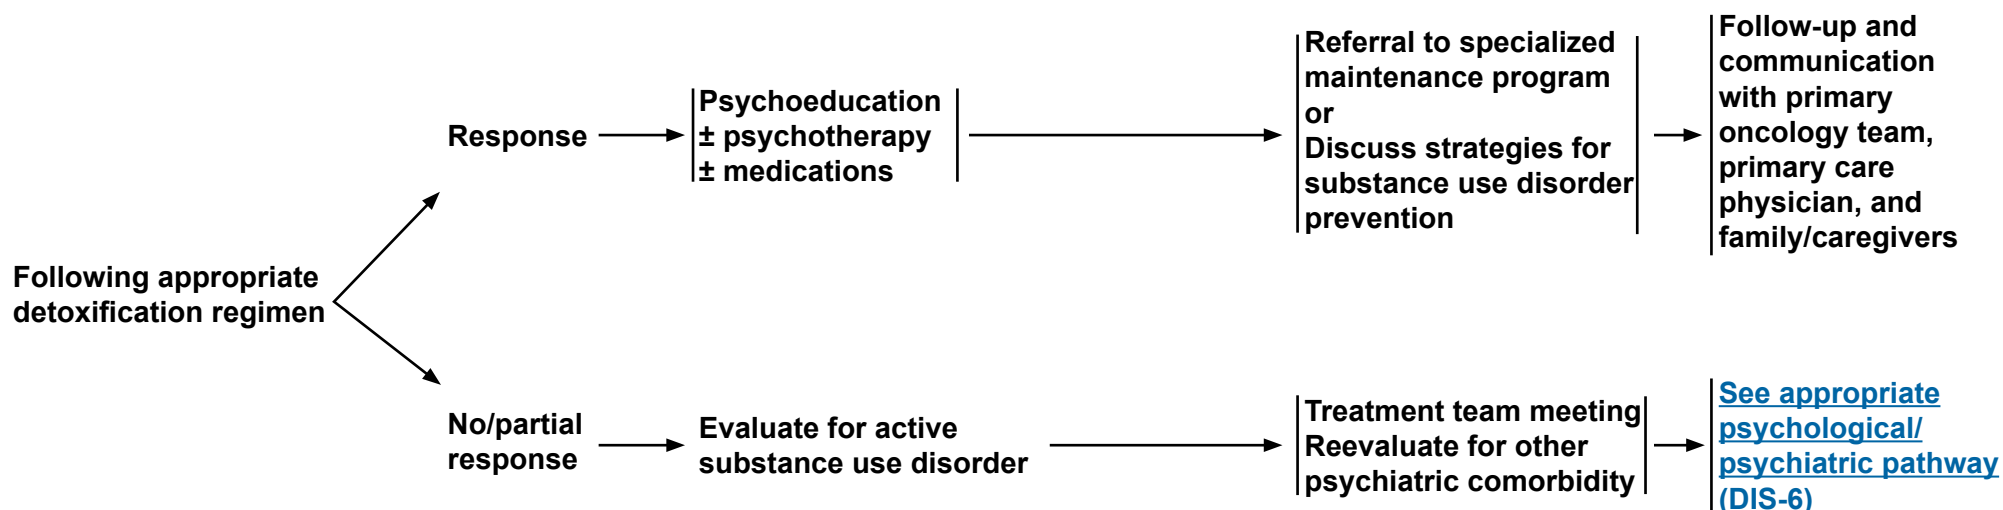 Following appropriate
detoxification regimen
Response
Psychoeducation
± psychotherapy
± medications
Referral to specialized
maintenance program
or
Discuss strategies for
substance use disorder
prevention
Follow-up and
communication
with primary
oncology team,
primary care
physician, and
family/caregivers
No/partial
response
Evaluate for active
substance use disorder
Treatment team meeting
Reevaluate for other
psychiatric comorbidity
See appropriate
psychological/
psychiatric pathway
(DIS-6)